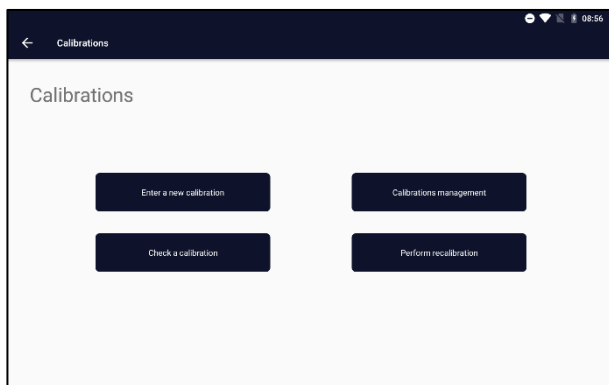 08:56
Calibrations
Calibrations
Enter a new calibration
Calibrations management
Check a calibration
Perform recalibration